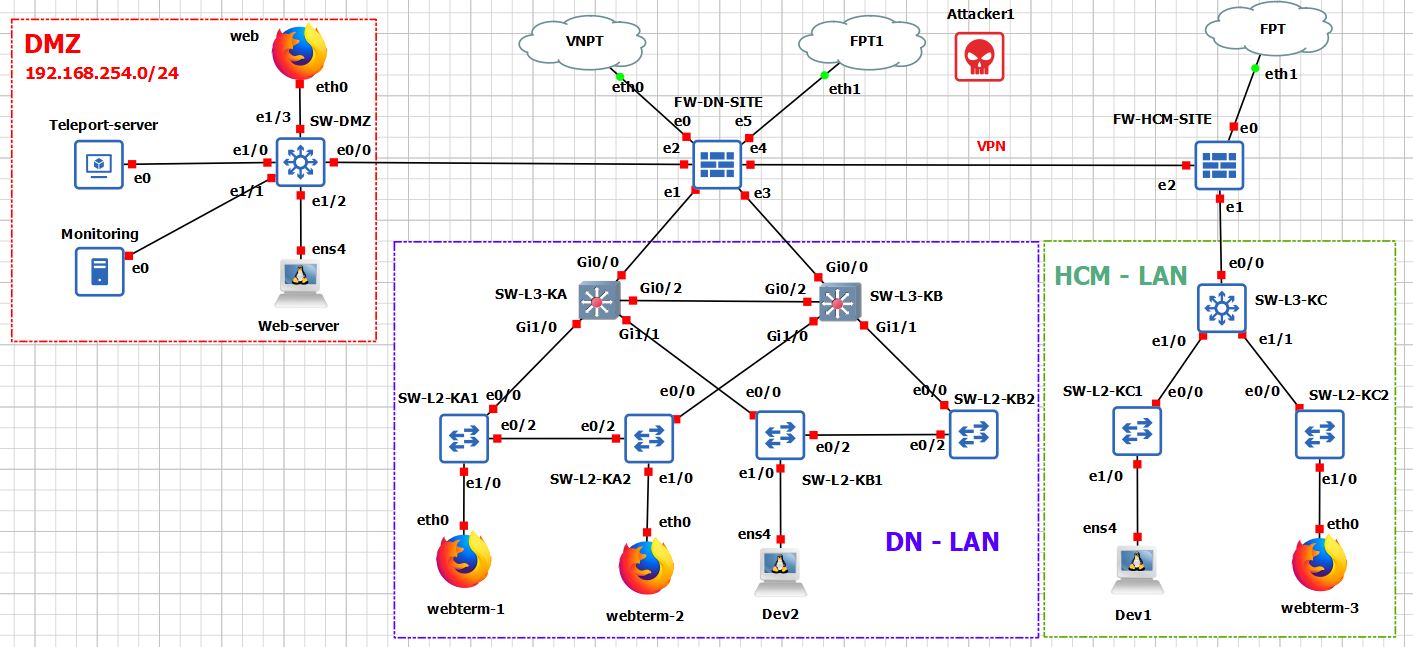 DMZ
192.168.254.0/24
web
eth0
e1/3
SW-DMZ
Teleport-server
e1/0
e0/0
e0
e1/1
e1/2
Monitoring
e0
ens4
Web-server
VNPT
eth0
FPT1
eth1
Attacker1
FPT
eth1
FW-DN-SITE
e0
e5
e2
e4
e1
e3
VPN
FW-HCM-SITE
e0
e2
e1
Gi0/0
Gi0/0
SW-L3-KA
Gi0/2
Gi0/2
SW-L3-KB
Gi1/0
Gi1/1
Gi1/0
Gi1/1
SW-L2-KA1
e0/0
e0/0
e0/0
e0/0
SW-L2-KB2
e0/2
e0/2
e0/2
e0/2
e1/0
SW-L2-KA2
e1/0
e1/0
SW-L2-KB1
eth0
eth0
ens4
DN - LAN
webterm-1
webterm-2
Dev2
HCM - LAN
e0/0
SW-L3-KC
e1/0
e1/1
SW-L2-KC1
e0/0
e0/0
SW-L2-KC2
e1/0
e1/0
ens4
eth0
Dev1
webterm-3